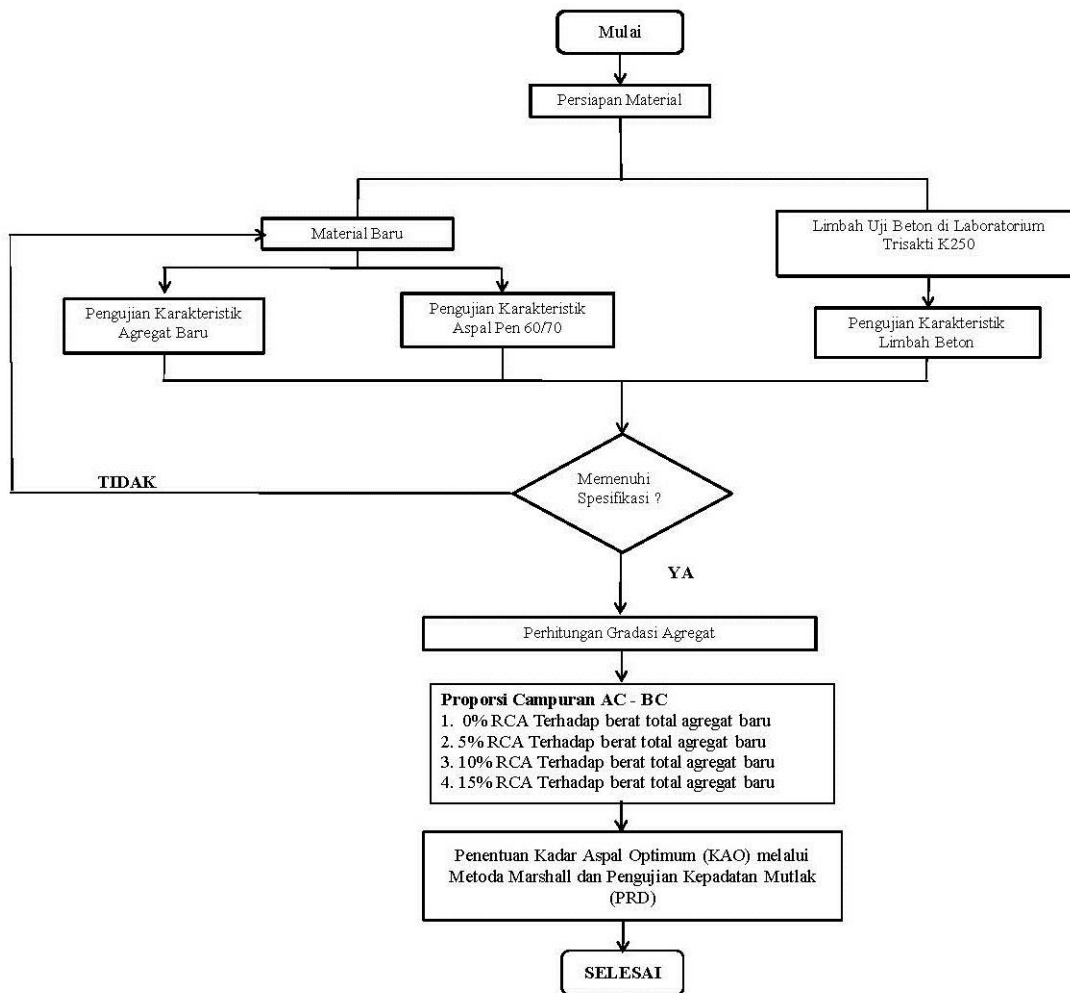 Mulai
Persiapan Material
Material Baru
Limbah Uji Beton di Laboratorium
Trisakti K250
Pengujian Karakteristik
Agregat Baru
Pengujian Karakteristik
Aspal Pen 60/70
Pengujian Karakteristik
Limbah Beton
Memenuhi
Spesifikasi ?
TIDAK
YA
Perhitungan Gradasi Agregat
Proporsi Campuran AC - BC
1. 0% RCA Terhadap berat total agregat baru
2. 5% RCA Terhadap berat total agregat baru
3. 10% RCA Terhadap berat total agregat baru
4. 15% RCA Terhadap berat total agregat baru
Penentuan Kadar Aspal Optimum (KAO) melalui
Metoda Marshall dan Pengujian Kepadatan Mutlak
(PRD)
SELESAI